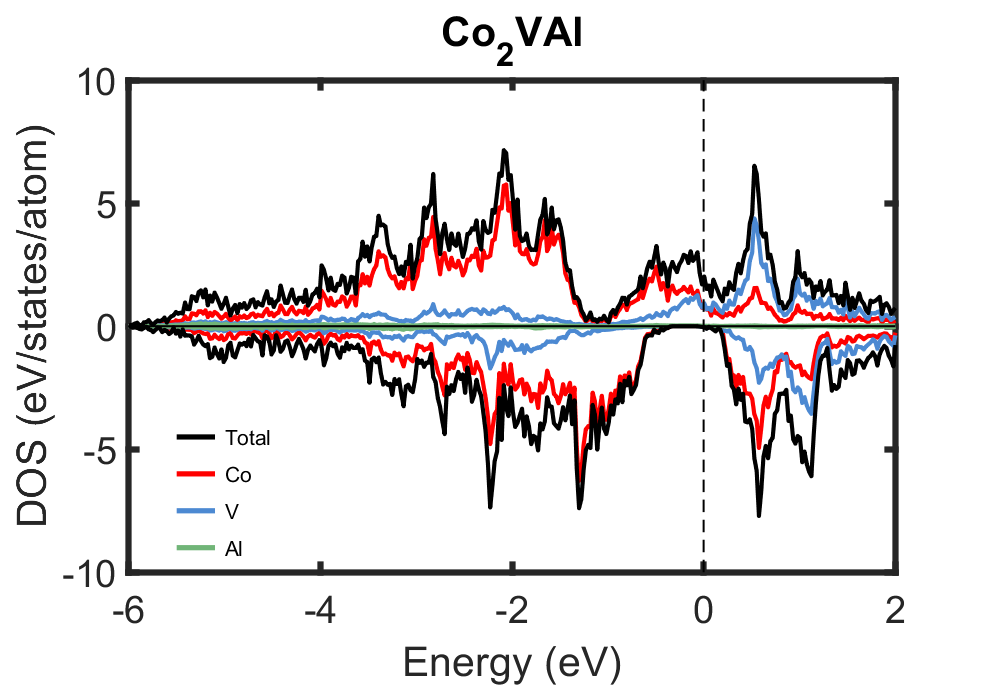 Co2VAl
10
5
0
-5
-10
DOS (eV/states/atom)
Total
Co
V
Al
-6
-4
-2
0
2
Energy (eV)